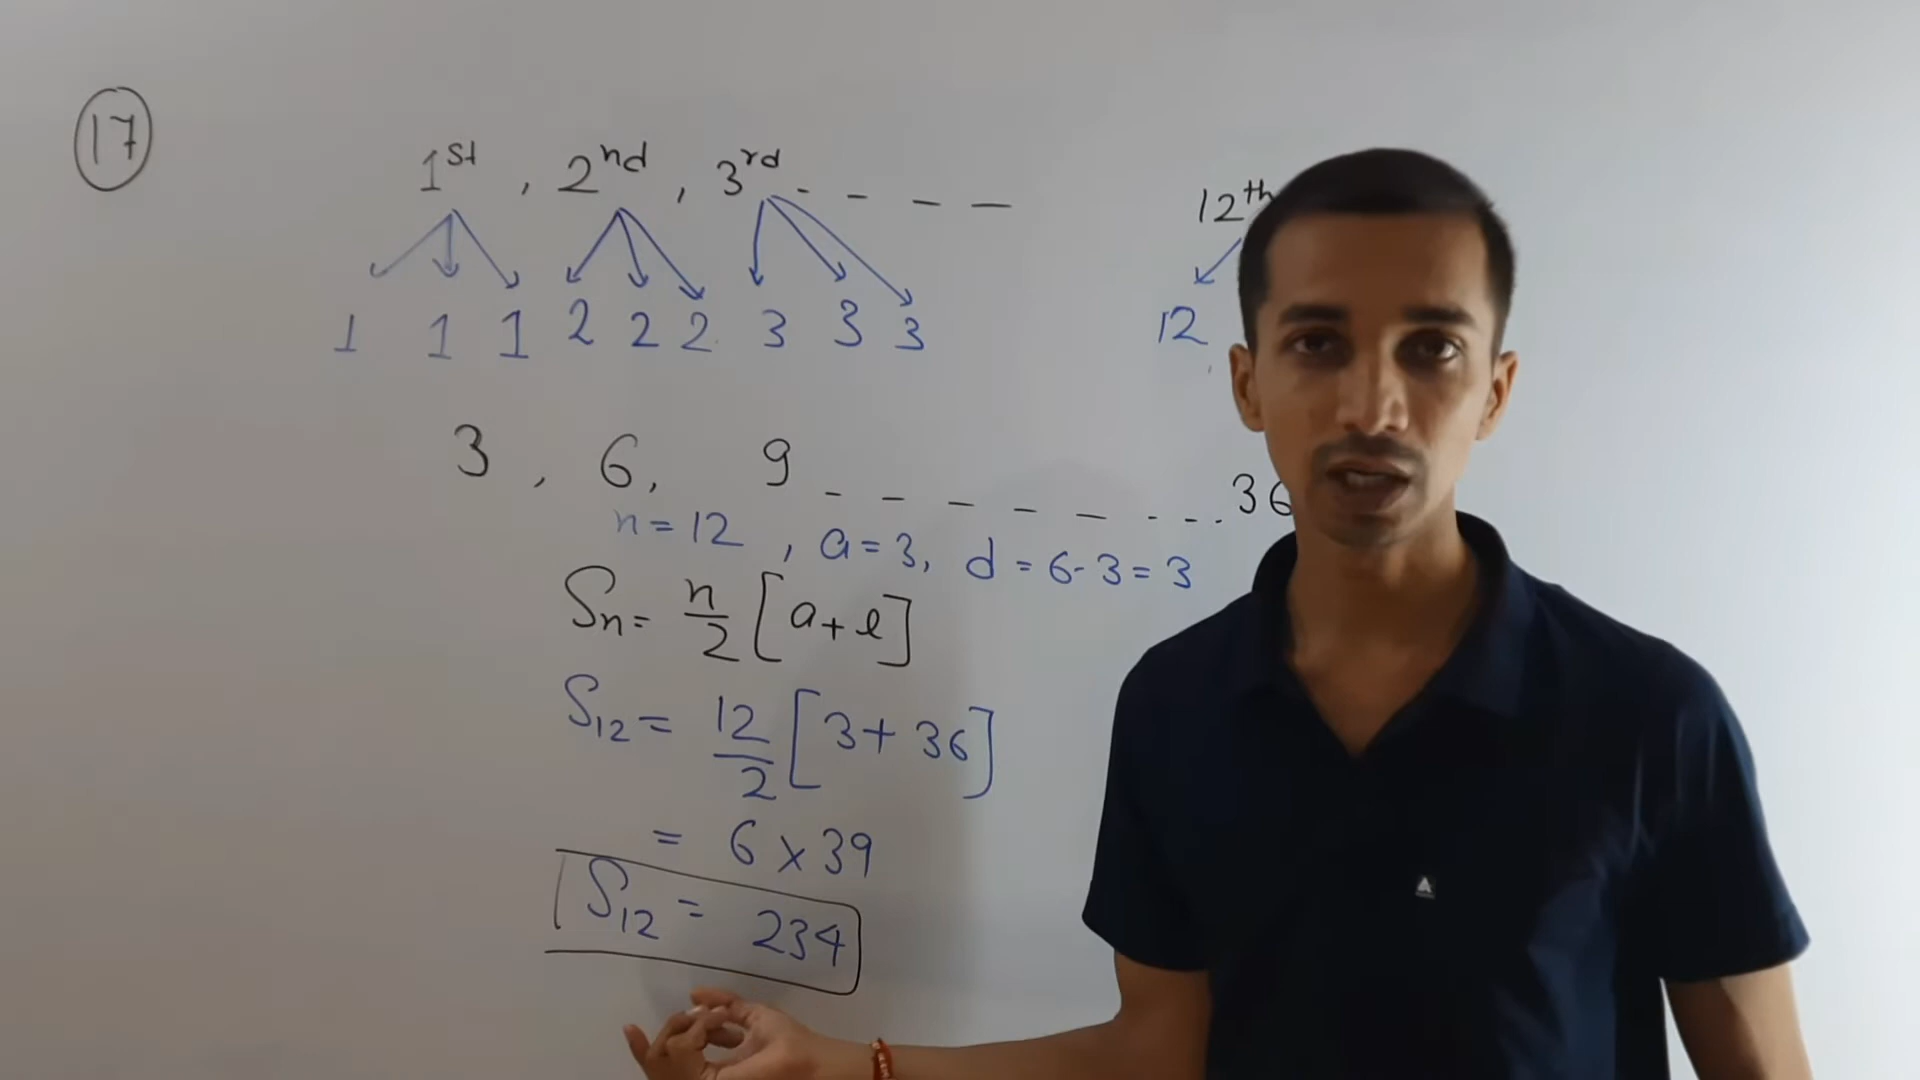 17
1st , 2nd , 3rd - - - - 12th
1 1 1 2 2 2 3 3 3 12
3 , 6, 9 - - - - - - - . 36
n = 12 , a = 3, d = 6 - 3 = 3
Sn = n/2 [a + l]
S12 = 12/2 [3 + 36]
= 6 × 39
S12 = 234